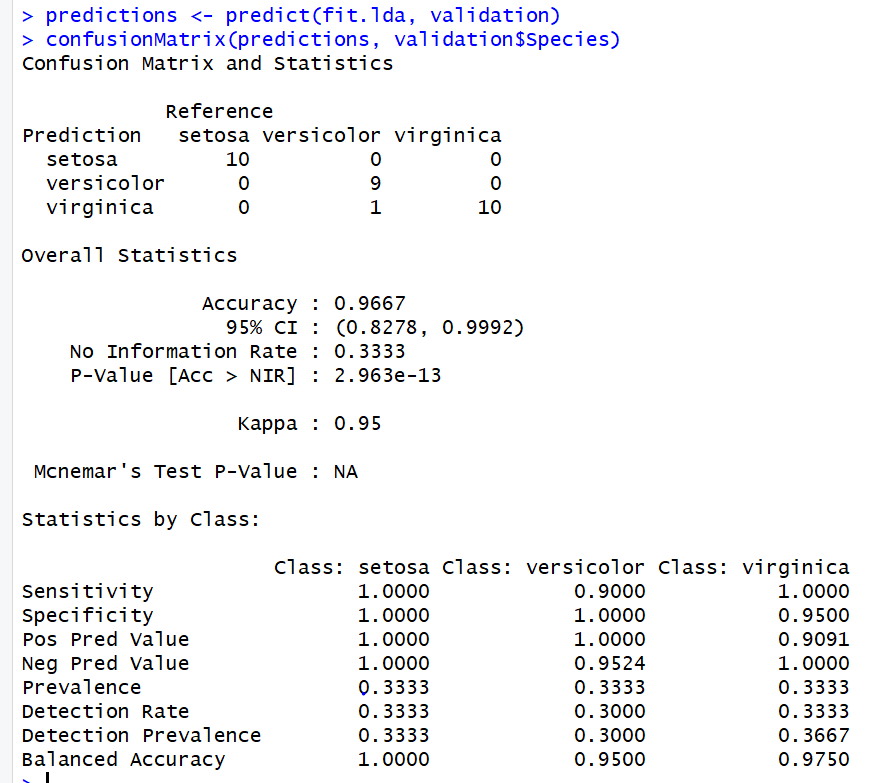 > predictions <- predict(fit.lda, validation)
> confusionMatrix(predictions, validation$Species)
Confusion Matrix and Statistics

            Reference
Prediction   setosa versicolor virginica
  setosa         10          0         0
  versicolor      0          9         0
  virginica       0          1        10

Overall Statistics

               Accuracy : 0.9667
                 95% CI : (0.8278, 0.9992)
    No Information Rate : 0.3333
    P-Value [Acc > NIR] : 2.963e-13

                  Kappa : 0.95

 Mcnemar's Test P-Value : NA

Statistics by Class:

                     Class: setosa Class: versicolor Class: virginica
Sensitivity                 1.0000            0.9000           1.0000
Specificity                 1.0000            1.0000           0.9500
Pos Pred Value              1.0000            1.0000           0.9091
Neg Pred Value              1.0000            0.9524           1.0000
Prevalence                  0.3333            0.3333           0.3333
Detection Rate              0.3333            0.3000           0.3333
Detection Prevalence        0.3333            0.3000           0.3667
Balanced Accuracy           1.0000            0.9500           0.9750
>